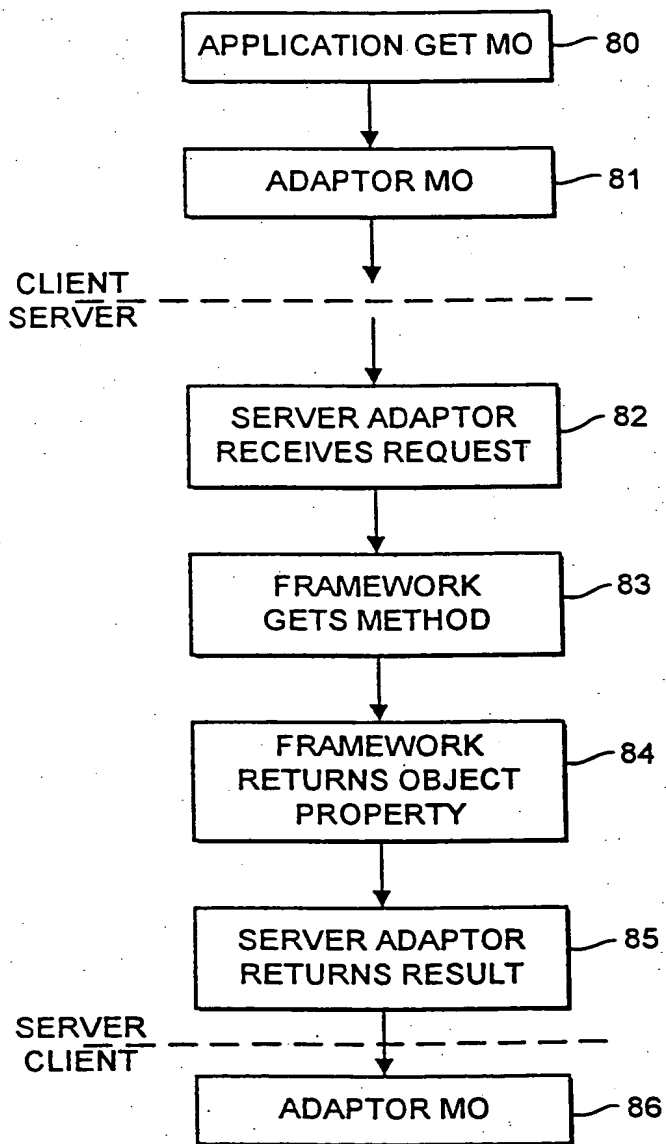 APPLICATION GET MO
80
ADAPTOR MO
81
CLIENT
SERVER
SERVER ADAPTOR
RECEIVES REQUEST
82
FRAMEWORK
GETS METHOD
83
FRAMEWORK
RETURNS OBJECT
PROPERTY
84
SERVER ADAPTOR
RETURNS RESULT
85
SERVER
CLIENT
ADAPTOR MO
86